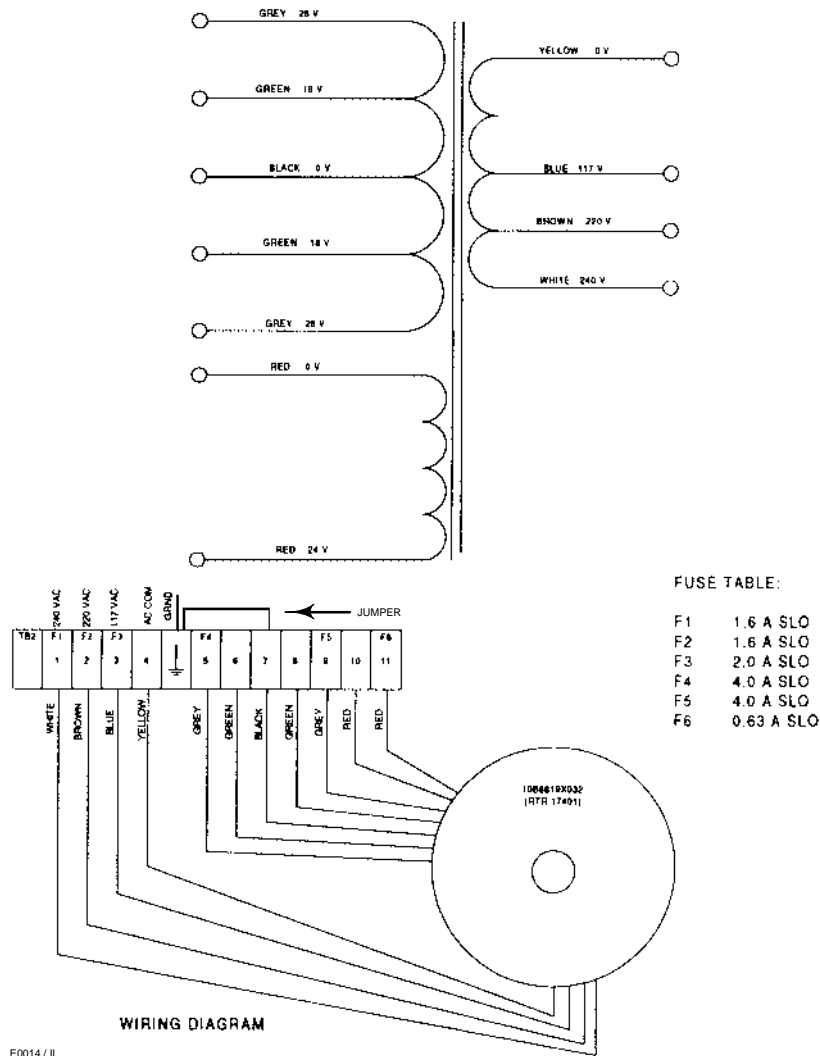 GREY 28 V
GREEN 18 V
BLACK 0 V
GREEN 18 V
GREY 28 V
RED 0 V
RED 24 V
YELLOW 0 V
BLUE 117 V
BROWN 220 V
WHITE 240 V
FUSE TABLE:
F1 1.6 A SLO
F2 1.6 A SLO
F3 2.0 A SLO
F4 4.0 A SLO
F5 4.0 A SLO
F6 0.63 A SLO
240 VAC
220 VAC
117 VAC
AC COM
GRND
JUMPER
TB2 F1 F2 F3 F4 F5 F6
1 2 3 4 5 6 7 8 9 10 11
WHITE
BROWN
BLUE
YELLOW
GREY
GREEN
BLACK
GREEN
GREY
RED
RED
10B6619X032
(RTR 17401)
WIRING DIAGRAM
F0014 / II